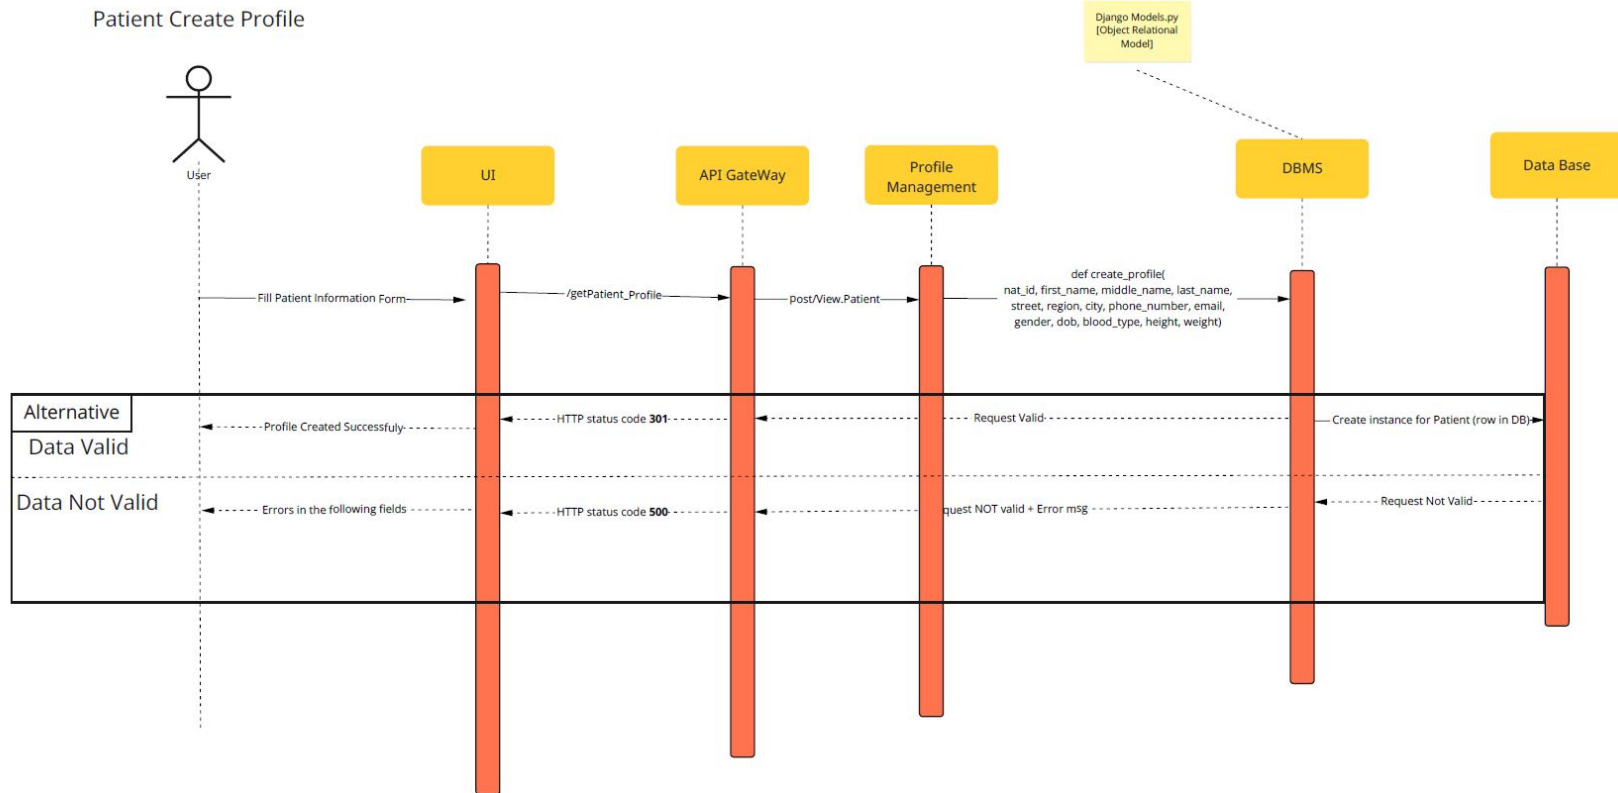 Patient Create Profile
Django Models.py
[Object Relational
Model]
User
UI
API GateWay
Profile
Management
DBMS
Data Base
Fill Patient Information Form
/getPatient_Profile
post/View.Patient
def create_profile(
nat_id, first_name, middle_name, last_name,
street, region, city, phone_number, email,
gender, dob, blood_type, height, weight)
Alternative
Data Valid
Profile Created Successfuly
HTTP status code 301
Request Valid
Create instance for Patient (row in DB)
Data Not Valid
Errors in the following fields
HTTP status code 500
quest NOT valid + Error msg
Request Not Valid